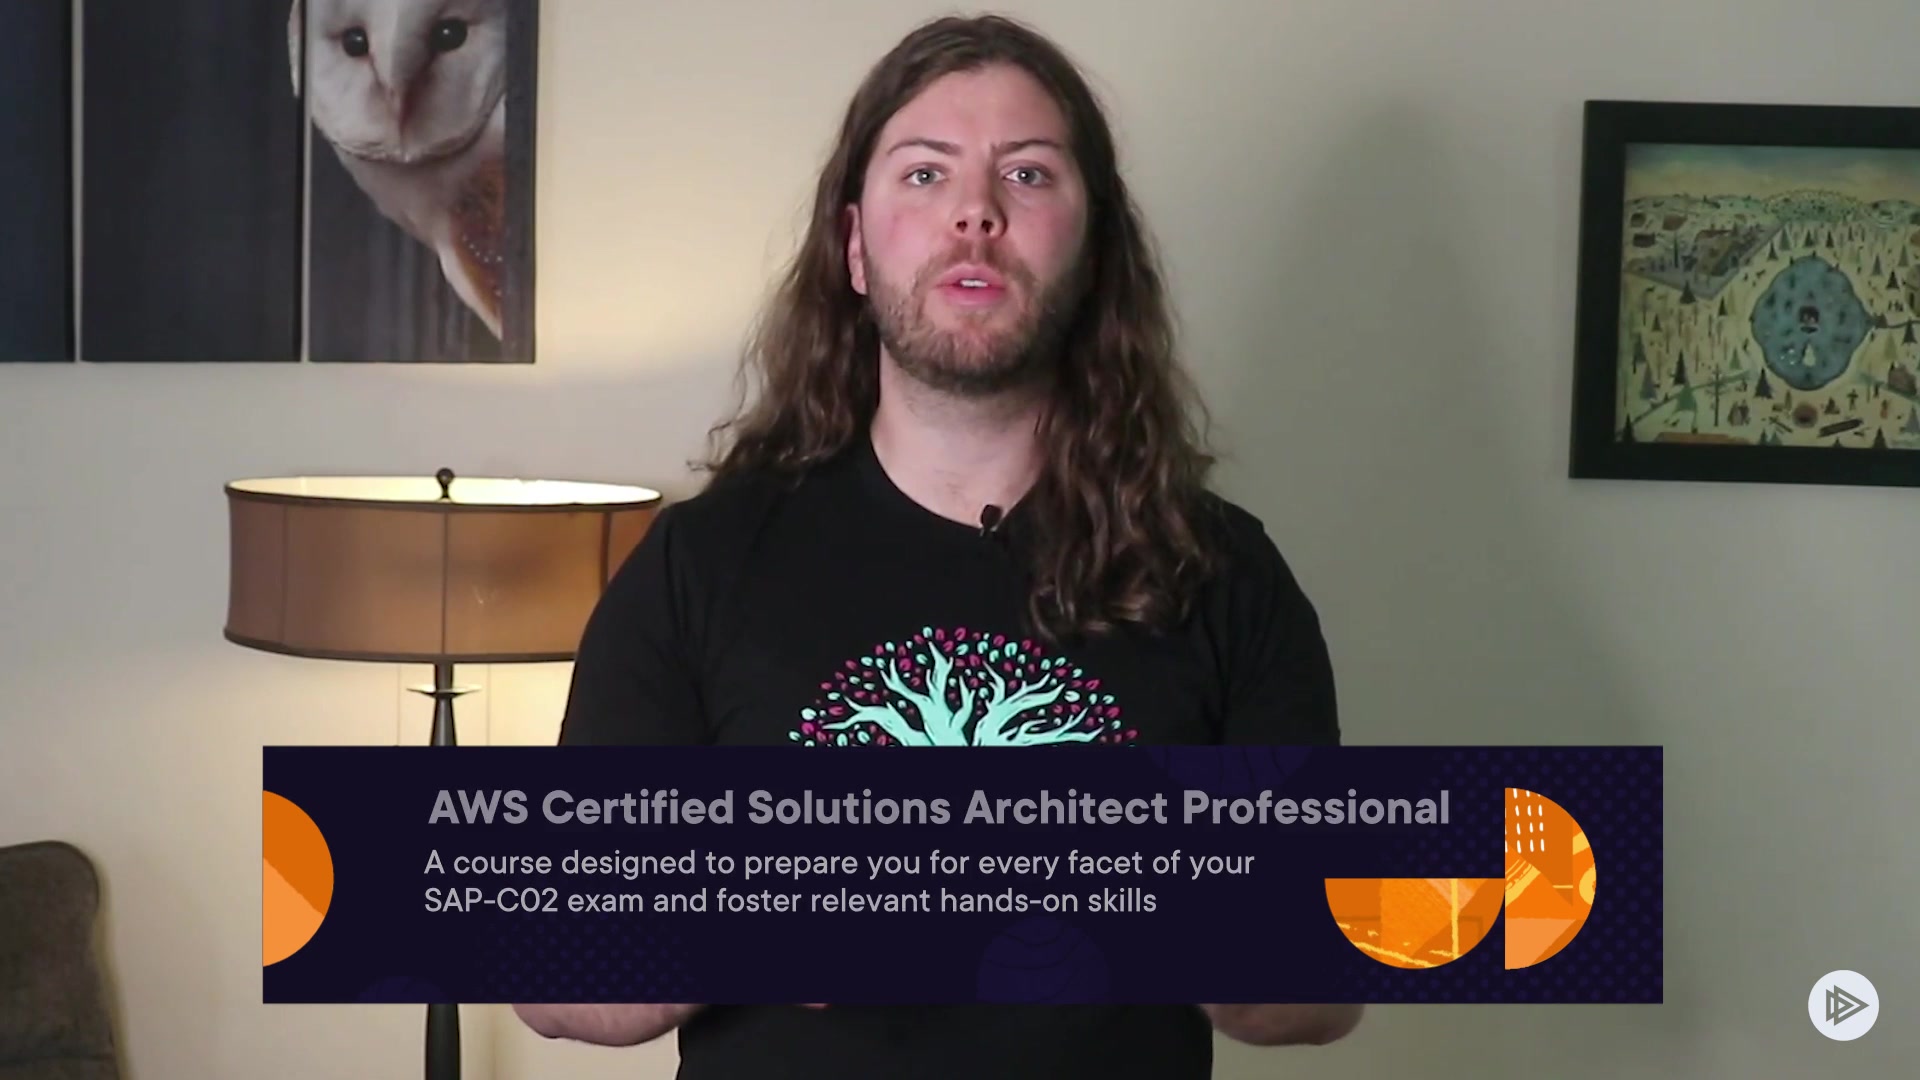 AWS Certified Solutions Architect Professional
A course designed to prepare you for every facet of your
SAP-C02 exam and foster relevant hands-on skills